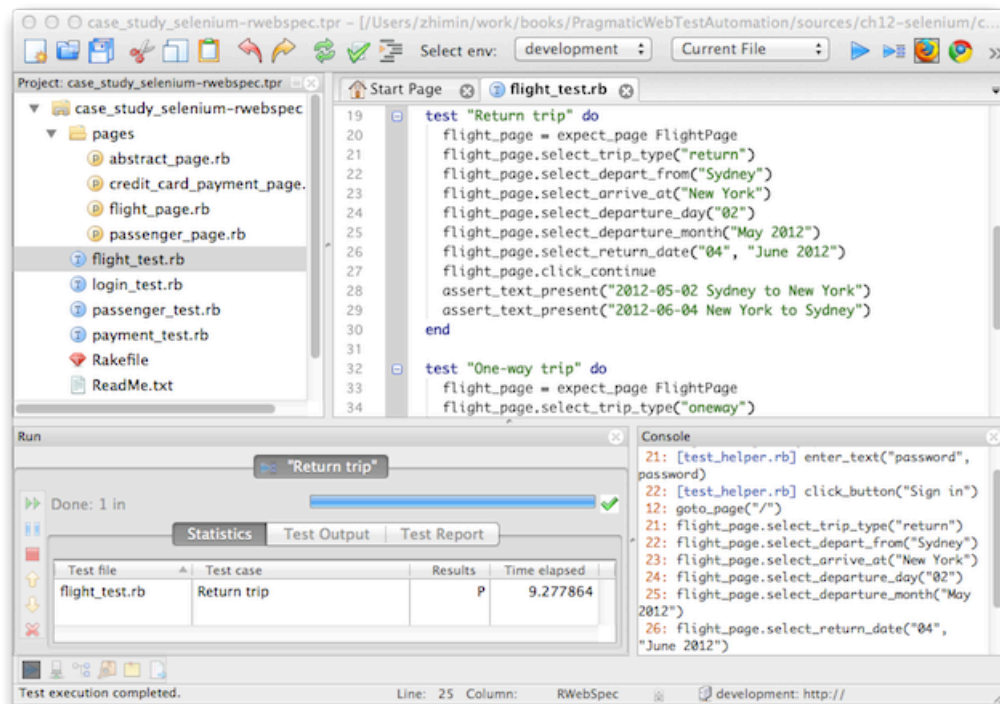 case_study_selenium-rwebspec.tpr – [/Users/zhimin/work/books/PragmaticWebTestAutomation/sources/ch12-selenium/c...
Select env:
development
Current File
Project: case_study_selenium-rwebspec.tpr
case_study_selenium-rwebspec
pages
abstract_page.rb
credit_card_payment_page.
flight_page.rb
passenger_page.rb
flight_test.rb
login_test.rb
passenger_test.rb
payment_test.rb
Rakefile
ReadMe.txt
Start Page
flight_test.rb
19 test "Return trip" do
20 flight_page = expect_page FlightPage
21 flight_page.select_trip_type("return")
22 flight_page.select_depart_from("Sydney")
23 flight_page.select_arrive_at("New York")
24 flight_page.select_departure_day("02")
25 flight_page.select_departure_month("May 2012")
26 flight_page.select_return_date("04", "June 2012")
27 flight_page.click_continue
28 assert_text_present("2012-05-02 Sydney to New York")
29 assert_text_present("2012-06-04 New York to Sydney")
30 end
31
32 test "One-way trip" do
33 flight_page = expect_page FlightPage
34 flight_page.select_trip_type("oneway")
Run
"Return trip"
Done: 1 in
Statistics Test Output Test Report
Test file Test case Results Time elapsed
flight_test.rb Return trip P 9.277864
Console
21: [test_helper.rb] enter_text("password",
password)
22: [test_helper.rb] click_button("Sign in")
12: goto_page("/")
21: flight_page.select_trip_type("return")
22: flight_page.select_depart_from("Sydney")
23: flight_page.select_arrive_at("New York")
24: flight_page.select_departure_day("02")
25: flight_page.select_departure_month("May
2012")
26: flight_page.select_return_date("04",
"June 2012")
Test execution completed.
Line: 25 Column:
RWebSpec
development: http://